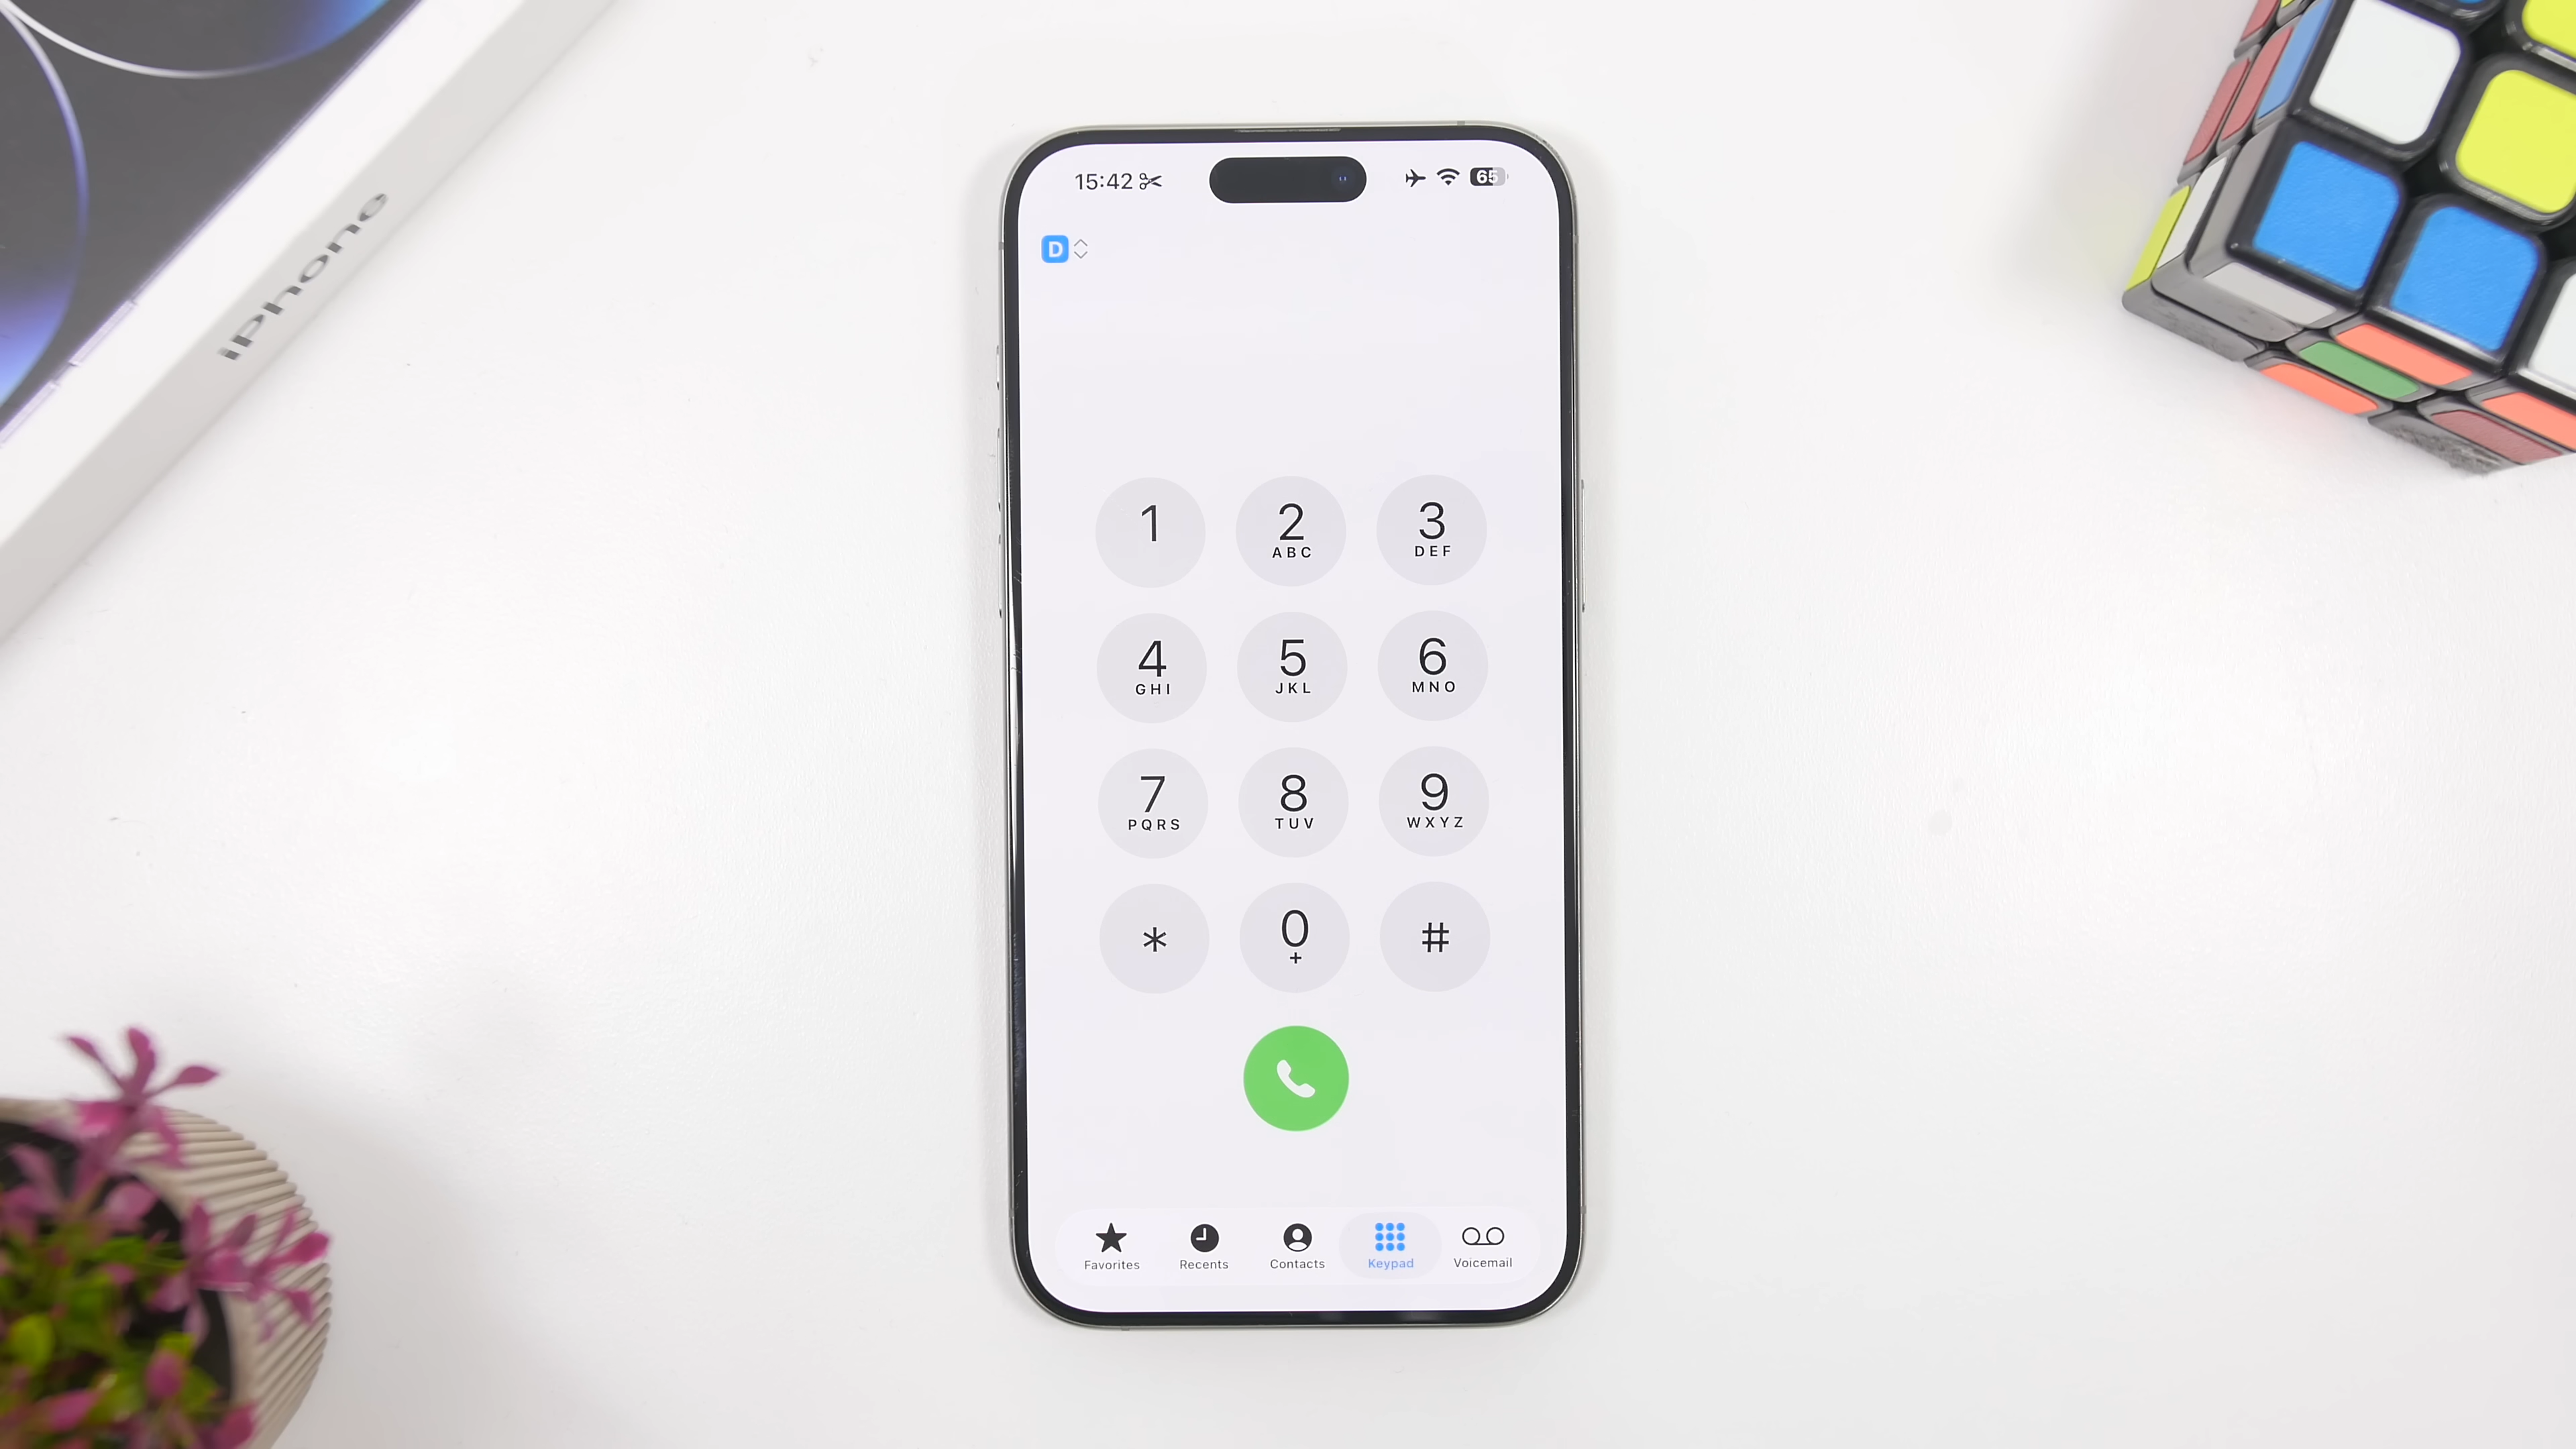 iPhone
15:42
65
D
1
2
ABC
3
DEF
4
GHI
5
JKL
6
MNO
7
PQRS
8
TUV
9
WXYZ
*
0
+
#
Favorites
Recents
Contacts
Keypad
Voicemail